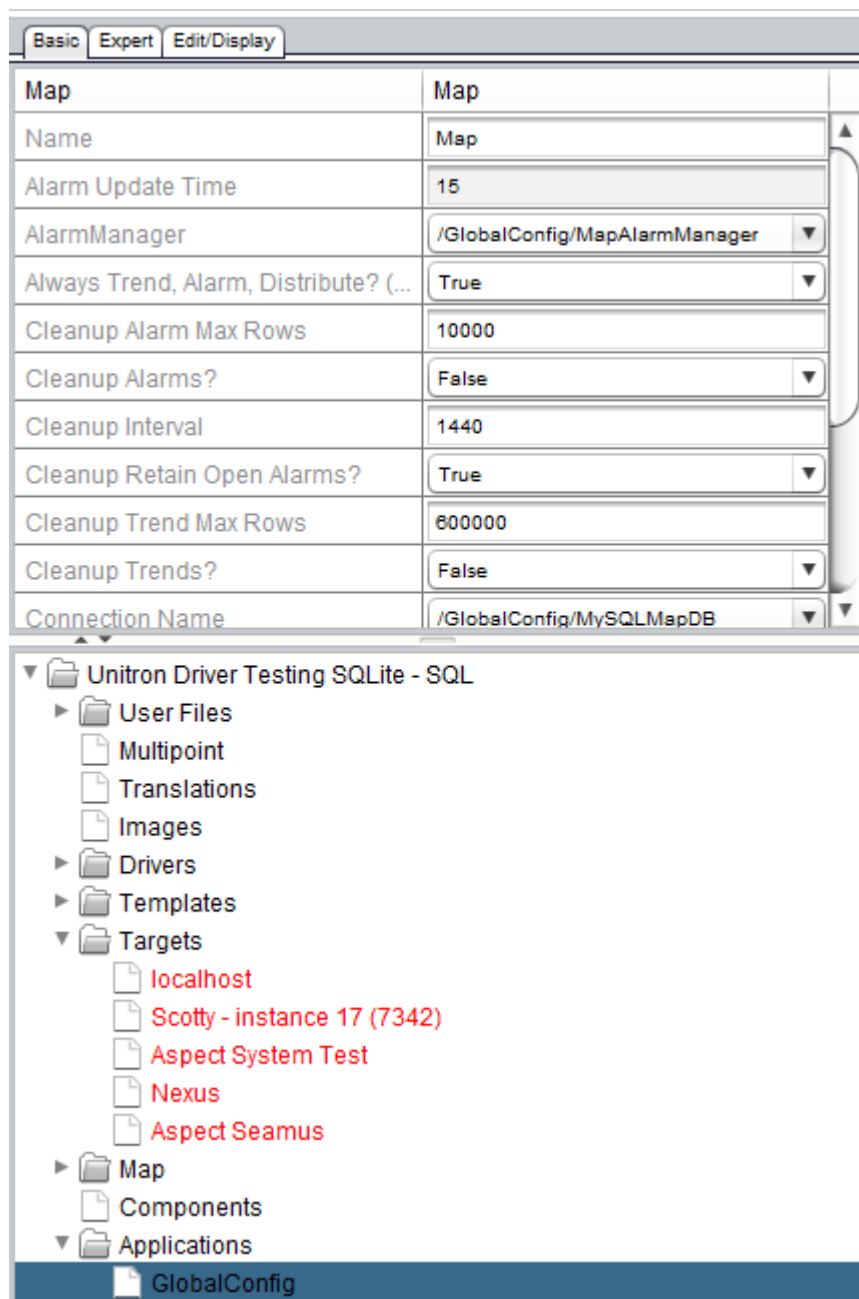 Basic Expert Edit/Display
Map Map
Name Map
Alarm Update Time 15
AlarmManager /GlobalConfig/MapAlarmManager
Always Trend, Alarm, Distribute? (... True
Cleanup Alarm Max Rows 10000
Cleanup Alarms? False
Cleanup Interval 1440
Cleanup Retain Open Alarms? True
Cleanup Trend Max Rows 600000
Cleanup Trends? False
Connection Name /GlobalConfig/MySQLMapDB
Unitron Driver Testing SQLite - SQL
User Files
Multipoint
Translations
Images
Drivers
Templates
Targets
localhost
Scotty - instance 17 (7342)
Aspect System Test
Nexus
Aspect Seamus
Map
Components
Applications
GlobalConfig